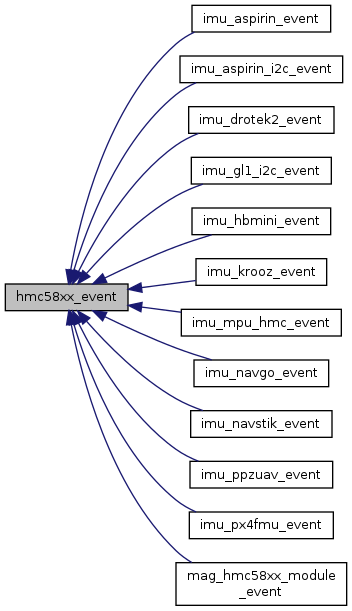 imu_aspirin_event
imu_aspirin_i2c_event
imu_drotek2_event
imu_gl1_i2c_event
imu_hbmini_event
imu_krooz_event
hmc58xx_event
imu_mpu_hmc_event
imu_navgo_event
imu_navstik_event
imu_ppzuav_event
imu_px4fmu_event
mag_hmc58xx_module
_event